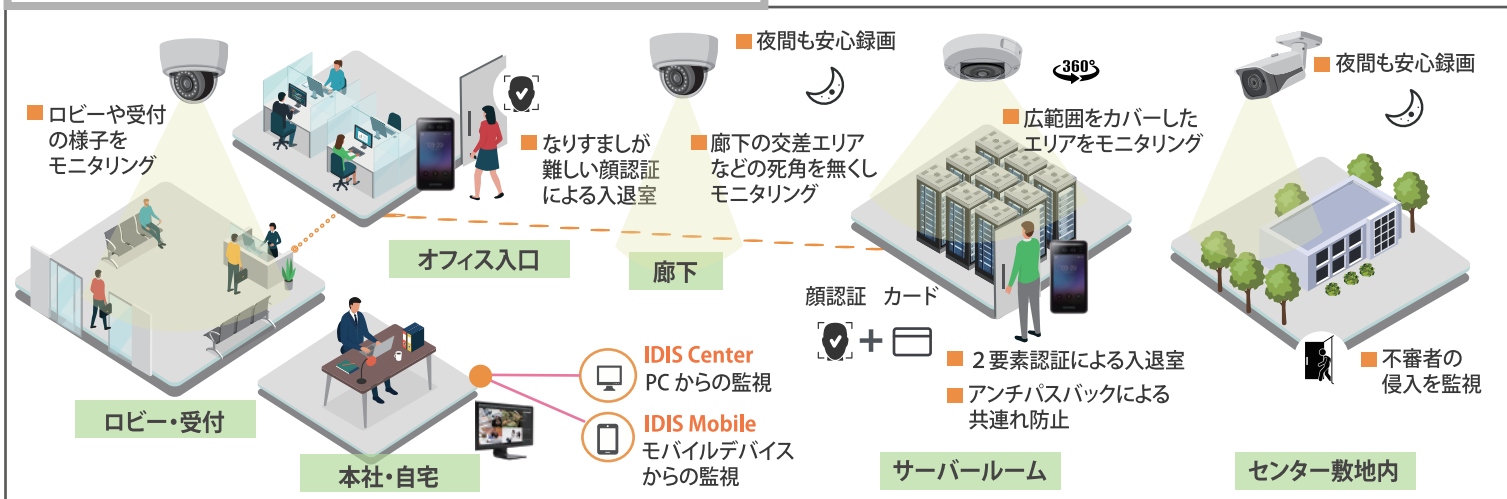 ■ロビーや受付
の様子を
モニタリング
ロビー・受付
■なりすましが
難しい顔認証
による入退室
オフィス入口
■夜間も安心録画
■廊下の交差エリア
などの死角を無くし
モニタリング
廊下
360°
■広範囲をカバーした
エリアをモニタリング
顔認証 カード
+
■２要素認証による入退室
■アンチパスバックによる
共連れ防止
サーバールーム
■夜間も安心録画
■不審者の
侵入を監視
センター敷地内
IDIS Center
PC からの監視
IDIS Mobile
モバイルデバイス
からの監視
本社・自宅